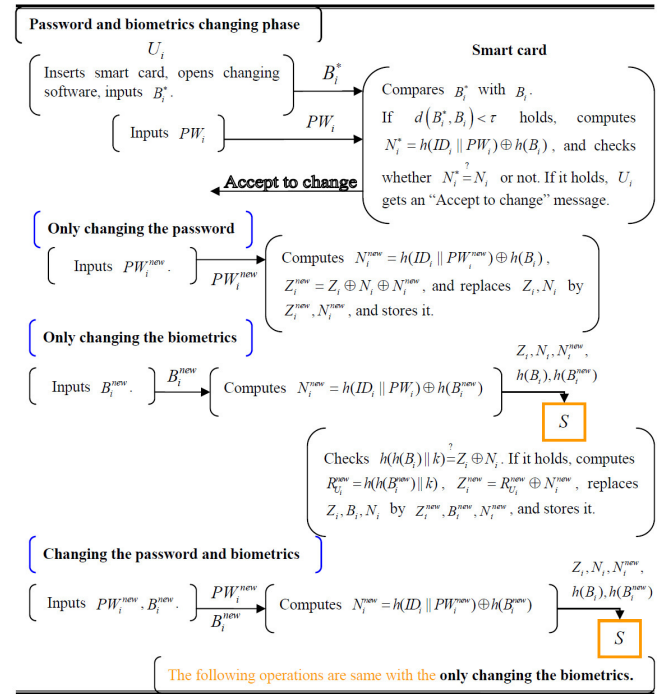 Password and biometrics changing phase
U_i
Smart card
Inserts smart card, opens changing
software, inputs B_i^*.
B_i^*
Inputs PW_i
PW_i
Compares B_i^* with B_i.
If d(B_i^*, B_i) < τ holds, computes
N_i^* = h(ID_i || PW_i) ⊕ h(B_i), and checks
whether N_i^* ≟ N_i or not. If it holds, U_i
gets an “Accept to change” message.
Accept to change
Only changing the password
Inputs PW_i^new.
PW_i^new
Computes N_i^new = h(ID_i || PW_i^new) ⊕ h(B_i),
Z_i^new = Z_i ⊕ N_i ⊕ N_i^new, and replaces Z_i, N_i by
Z_i^new, N_i^new, and stores it.
Only changing the biometrics
Inputs B_i^new.
B_i^new
Computes N_i^new = h(ID_i || PW_i) ⊕ h(B_i^new)
Z_i, N_i, N_i^new,
h(B_i), h(B_i^new)
S
Checks h(h(B_i) || k) ≟ Z_i ⊕ N_i. If it holds, computes
R_{U_i}^new = h(h(B_i^new) || k), Z_i^new = R_{U_i}^new ⊕ N_i^new, replaces
Z_i, B_i, N_i by Z_i^new, B_i^new, N_i^new, and stores it.
Changing the password and biometrics
Inputs PW_i^new, B_i^new.
PW_i^new
B_i^new
Computes N_i^new = h(ID_i || PW_i^new) ⊕ h(B_i^new)
Z_i, N_i, N_i^new,
h(B_i), h(B_i^new)
S
The following operations are same with the only changing the biometrics.